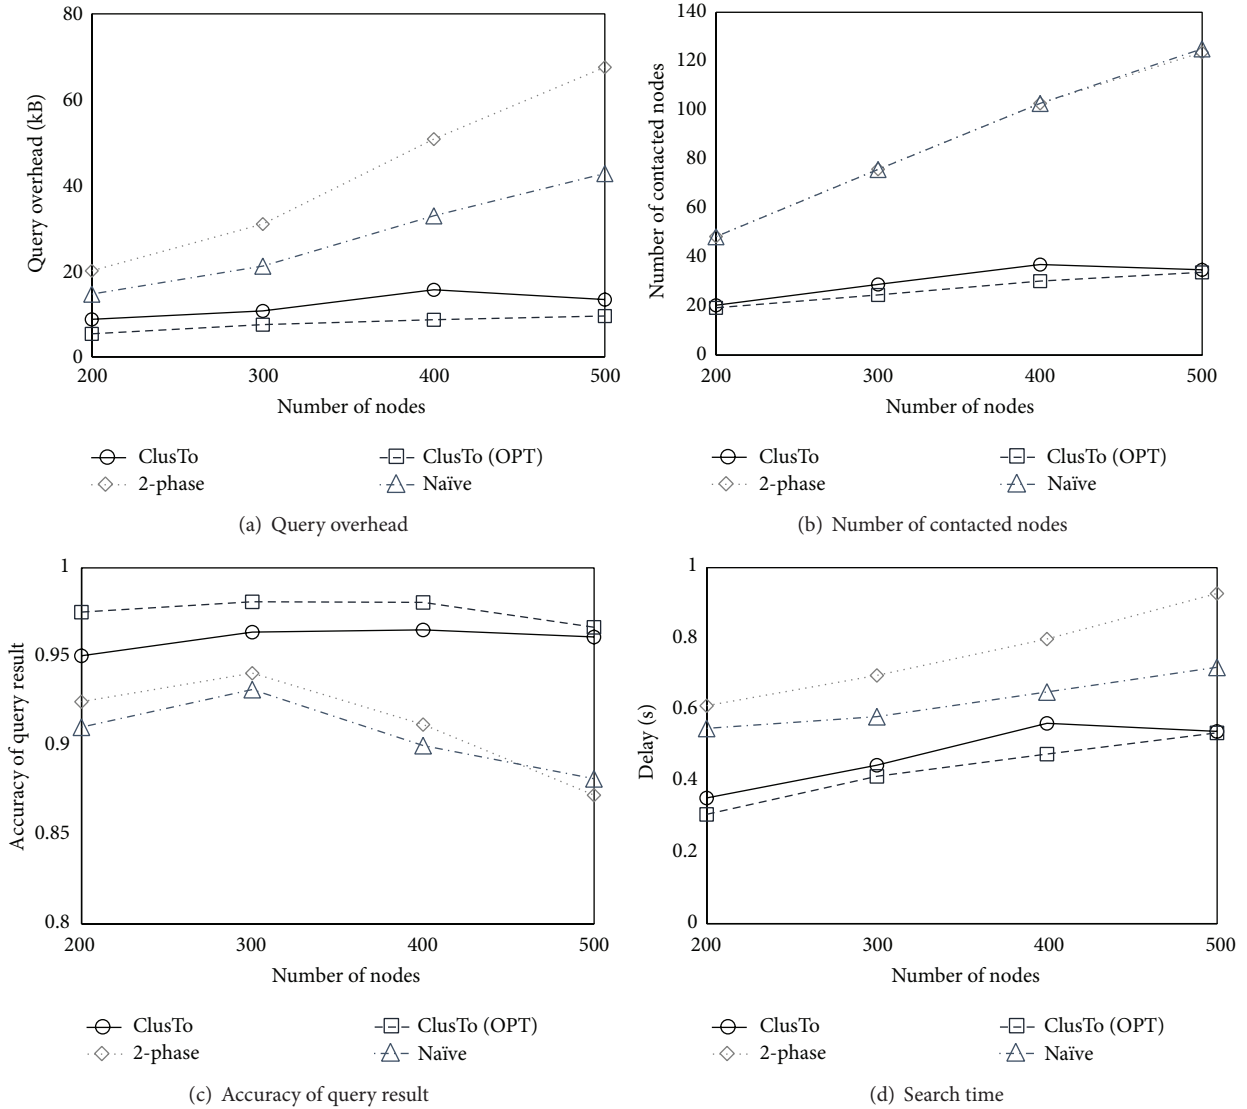 80
60
40
20
0
Query overhead (kB)
200 300 400 500
Number of nodes
ClusTo ClusTo (OPT)
2-phase Naïve
(a) Query overhead
140
120
100
80
60
40
20
0
Number of contacted nodes
200 300 400 500
Number of nodes
ClusTo ClusTo (OPT)
2-phase Naïve
(b) Number of contacted nodes
1
0.95
0.9
0.85
0.8
Accuracy of query result
200 300 400 500
Number of nodes
ClusTo ClusTo (OPT)
2-phase Naïve
(c) Accuracy of query result
1
0.8
0.6
0.4
0.2
0
Delay (s)
200 300 400 500
Number of nodes
ClusTo ClusTo (OPT)
2-phase Naïve
(d) Search time